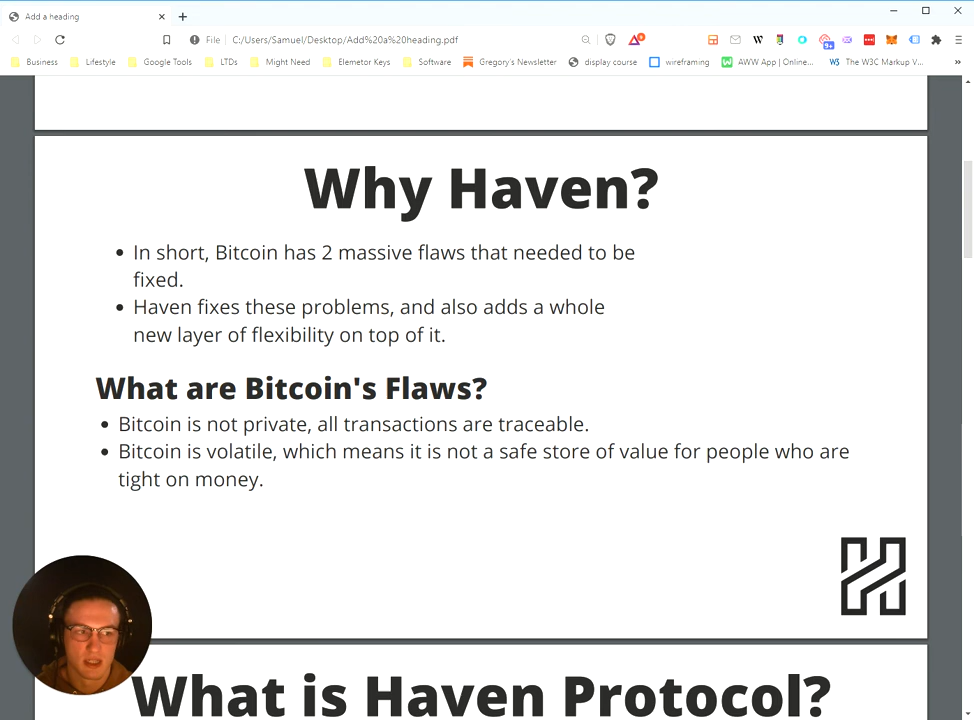 Add a heading
File C:/Users/Samuel/Desktop/Add%20a%20heading.pdf
9+
Business Lifestyle Google Tools LTDs Might Need Elemetor Keys Software Gregory's Newsletter display course wireframing AWW App | Online... The W3C Markup V... »
Why Haven?
• In short, Bitcoin has 2 massive flaws that needed to be
fixed.
• Haven fixes these problems, and also adds a whole
new layer of flexibility on top of it.
What are Bitcoin's Flaws?
• Bitcoin is not private, all transactions are traceable.
• Bitcoin is volatile, which means it is not a safe store of value for people who are
tight on money.
What is Haven Protocol?